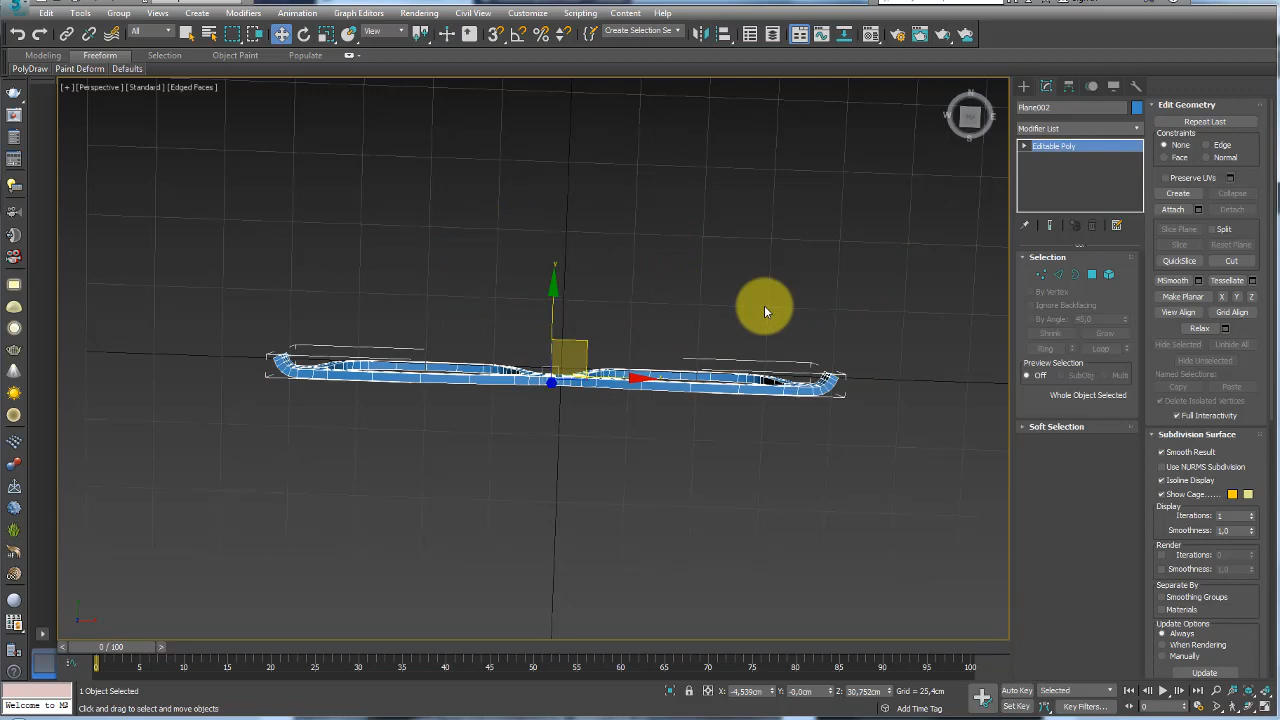 Edit Tools Group Views Create Modifiers Animation Graph Editors Rendering Civil View Customize Scripting Content Help
All View Create Selection Se
Modeling Freeform Selection Object Paint Populate
PolyDraw Paint Deform Defaults
[+] [Perspective] [Standard] [Edged Faces]
N
W E
S
y
Plane002
Modifier List
Editable Poly
Selection
By Vertex
Ignore Backfacing
By Angle: 45,0
Shrink Grow
Ring Loop
Preview Selection
Off SubObj Multi
Whole Object Selected
Soft Selection
Edit Geometry
Repeat Last
Constraints
None Edge
Face Normal
Preserve UVs
Create Collapse
Attach Detach
Slice Plane Split
Slice Reset Plane
QuickSlice Cut
MSmooth Tessellate
Make Planar X Y Z
View Align Grid Align
Relax
Hide Selected Unhide All
Hide Unselected
Named Selections:
Copy Paste
Delete Isolated Vertices
Full Interactivity
Subdivision Surface
Smooth Result
Use NURMS Subdivision
Isoline Display
Show Cage......
Display
Iterations: 1
Smoothness: 1,0
Render
Iterations: 0
Smoothness: 1,0
Separate By
Smoothing Groups
Materials
Update Options
Always
When Rendering
Manually
Update
0 / 100
0 5 10 15 20 25 30 35 40 45 50 55 60 65 70 75 80 85 90 95 100
1 Object Selected X: -4,539cm Y: -0,0cm Z: 30,752cm Grid = 25,4cm Auto Key Selected
Welcome to M Click and drag to select and move objects Add Time Tag Set Key Key Filters... 0